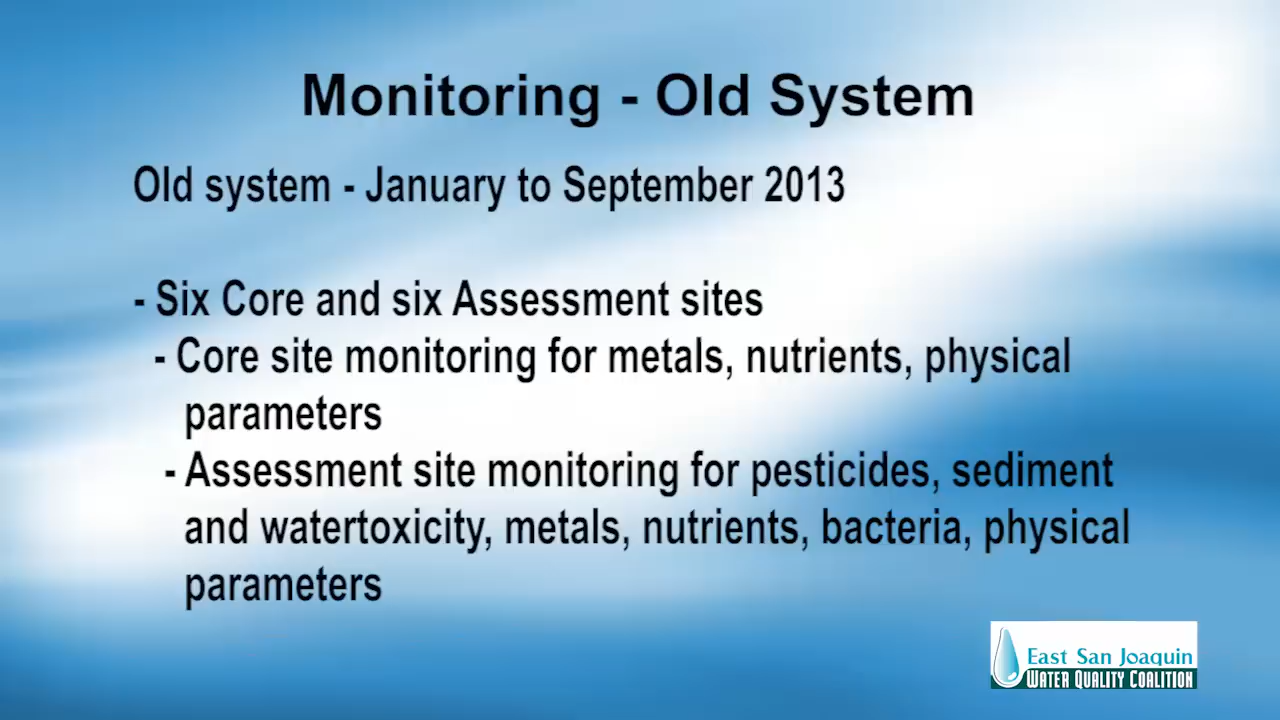 Monitoring - Old System
Old system - January to September 2013
- Six Core and six Assessment sites
- Core site monitoring for metals, nutrients, physical
parameters
- Assessment site monitoring for pesticides, sediment
and watertoxicity, metals, nutrients, bacteria, physical
parameters
East San Joaquin
WATER QUALITY COALITION